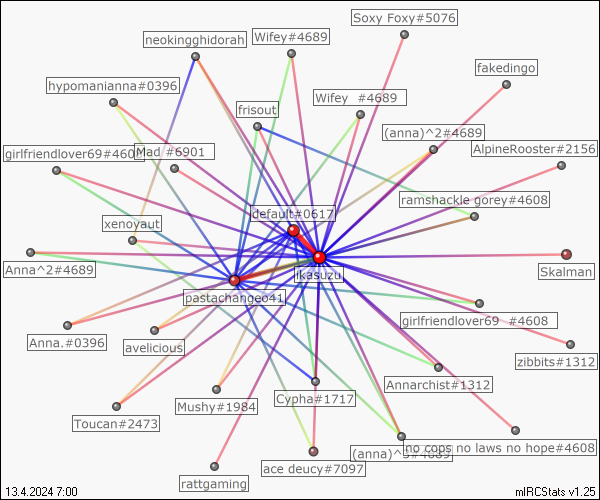 Soxy Foxy#5076
Wifey#4689
neokingghidorah
fakedingo
hypomanianna#0396
Wifey  #4689
frisout
(anna)^2#4689
AlpineRooster#2156
girlfriendlover69#4608
Mad #6901
ramshackle gorey#4608
default#0617
xenoyaut
Anna^2#4689
ikasuzu
Skalman
pastachange041
girlfriendlover69 #4608
Anna.#0396
avelicious
zibbits#1312
Annarchist#1312
Mushy#1984
Cypha#1717
Toucan#2473
no cops no laws no hope#4608
(anna)^3#4689
ace deucy#7097
rattgaming
13.4.2024 7:00
mIRCStats v1.25